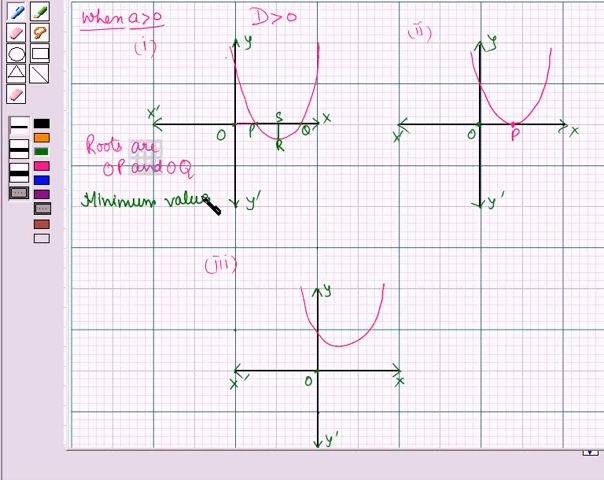 when a>0
D>0
(i)
(ii)
y
y
x'
S
x
O
P
Q
R
x'
O
P
x
Roots are
OP and OQ
Minimum value
y'
y'
(iii)
y
x'
O
x
y'